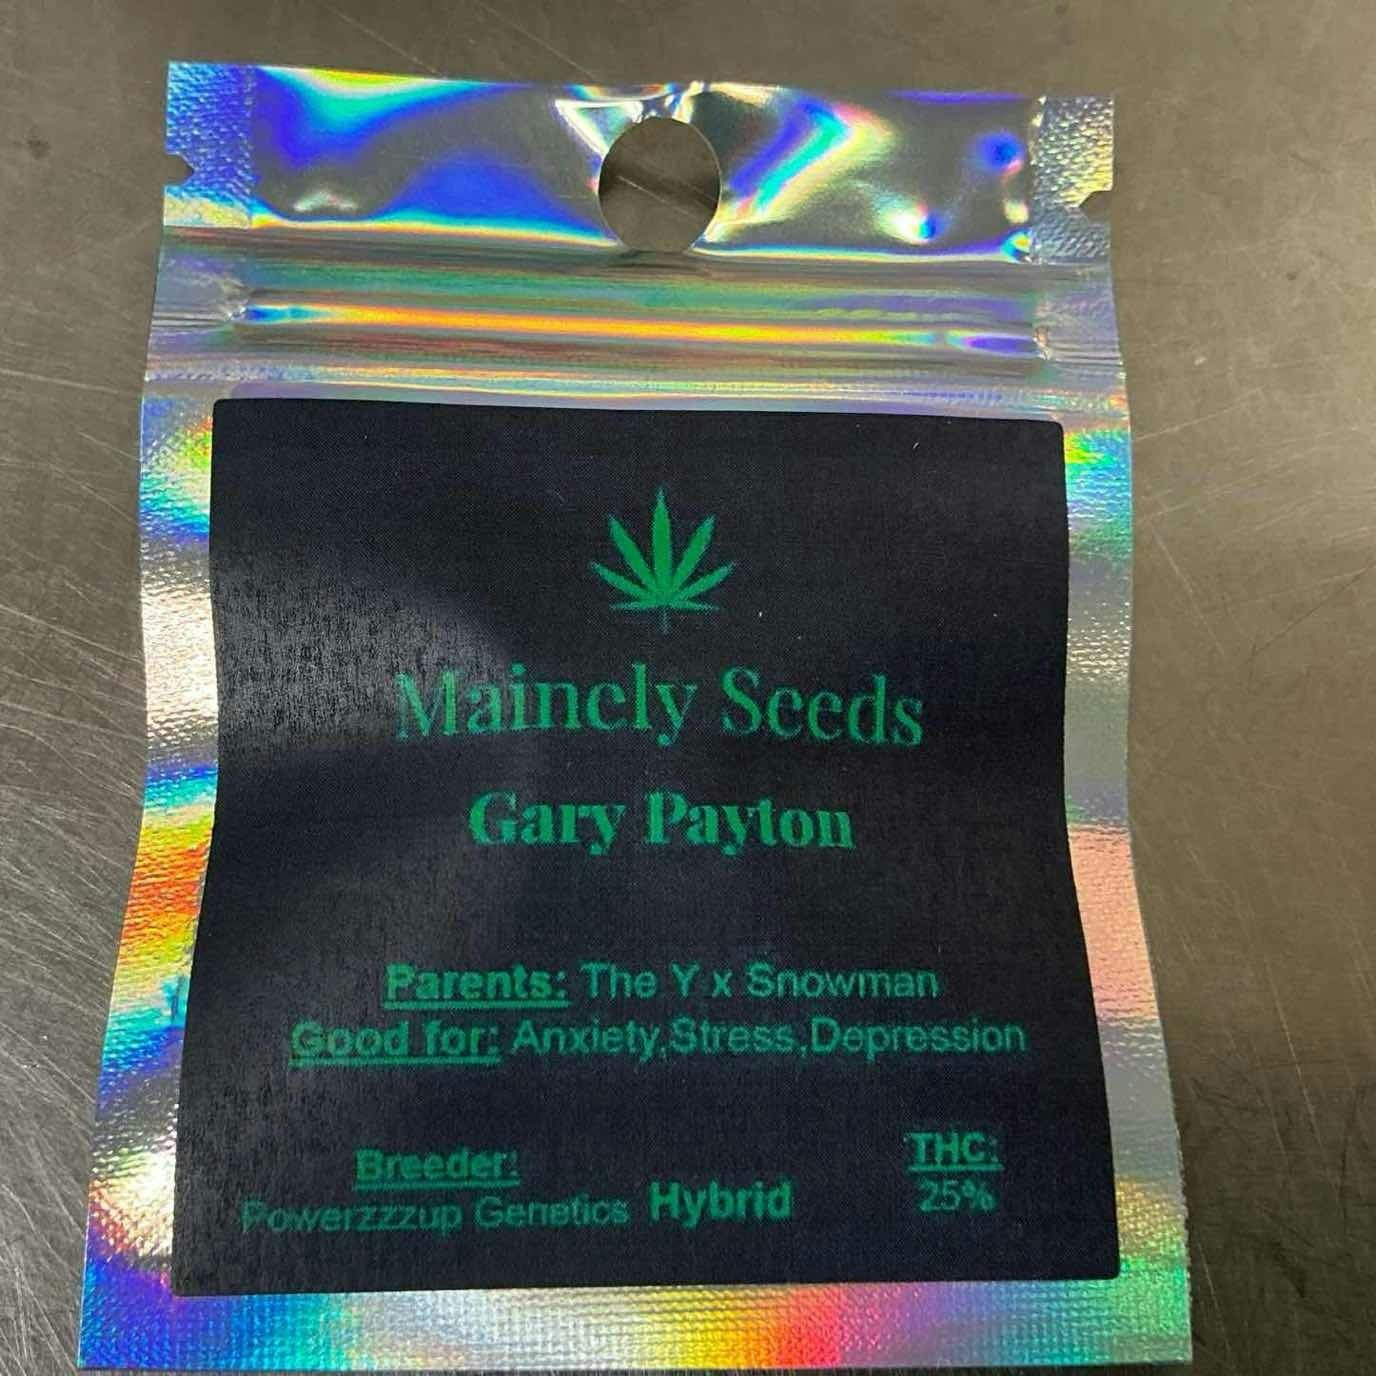 Mainely Seeds
Gary Payton
Parents: The Y x Snowman
Good for: Anxiety,Stress,Depression
Breeder:
Powerzzzup Genetics
Hybrid
THC:
25%